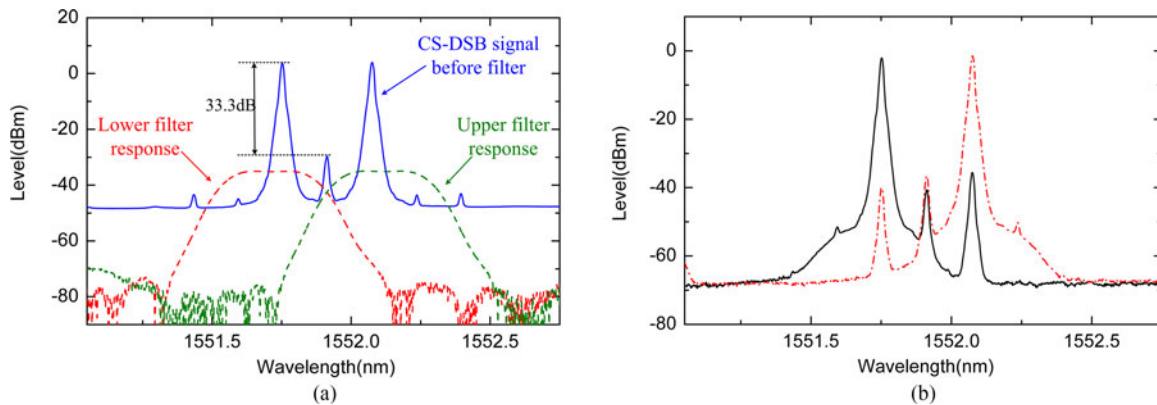 20
0
-20
-40
-60
-80
Level(dBm)
33.3dB
CS-DSB signal
before filter
Lower filter
response
Upper filter
response
1551.5
1552.0
1552.5
Wavelength(nm)
(a)
0
-20
-40
-60
-80
Level(dBm)
1551.5
1552.0
1552.5
Wavelength(nm)
(b)